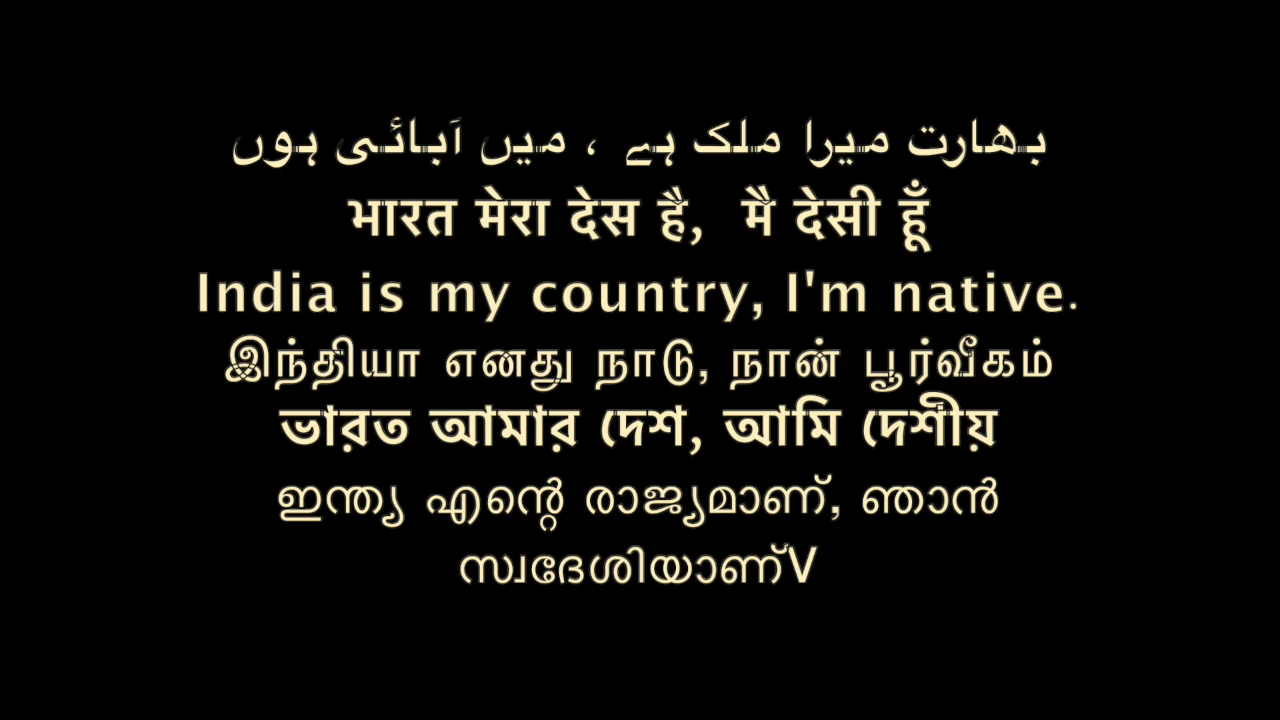 بھارت میرا ملک ہے ، میں آبائی ہوں
भारत मेरा देस है, मै देसी हूँ
India is my country, I'm native.
இந்தியா எனது நாடு, நான் பூர்வீகம்
ভারত আমার দেশ, আমি দেশীয়
ഇന്ത്യ എന്റെ രാജ്യമാണ്, ഞാൻ
സ്വദേശിയാണ്V